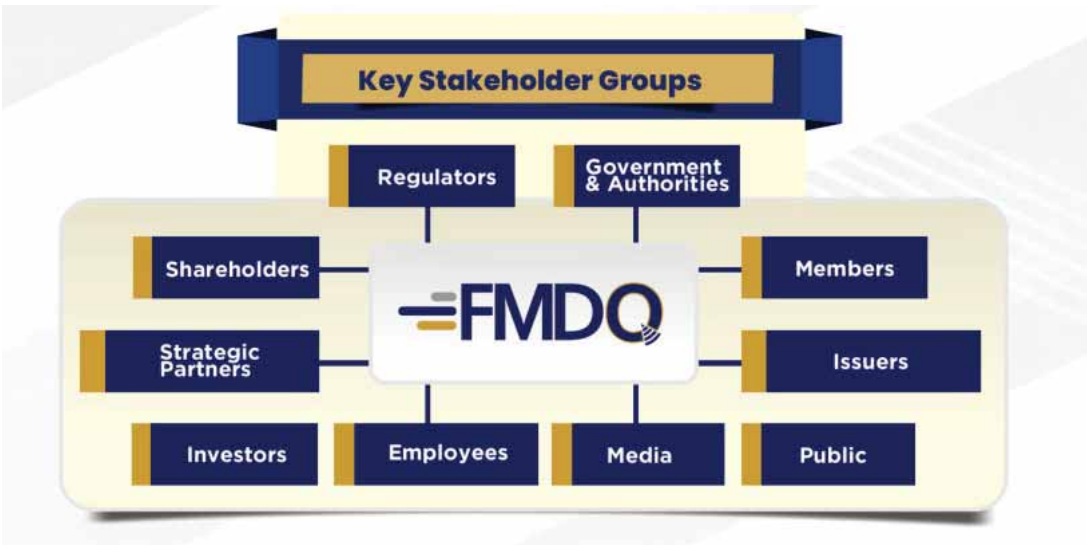 Key Stakeholder Groups
Regulators
Government
& Authorities
Shareholders
Members
FMDQ
Strategic
Partners
Issuers
Investors
Employees
Media
Public